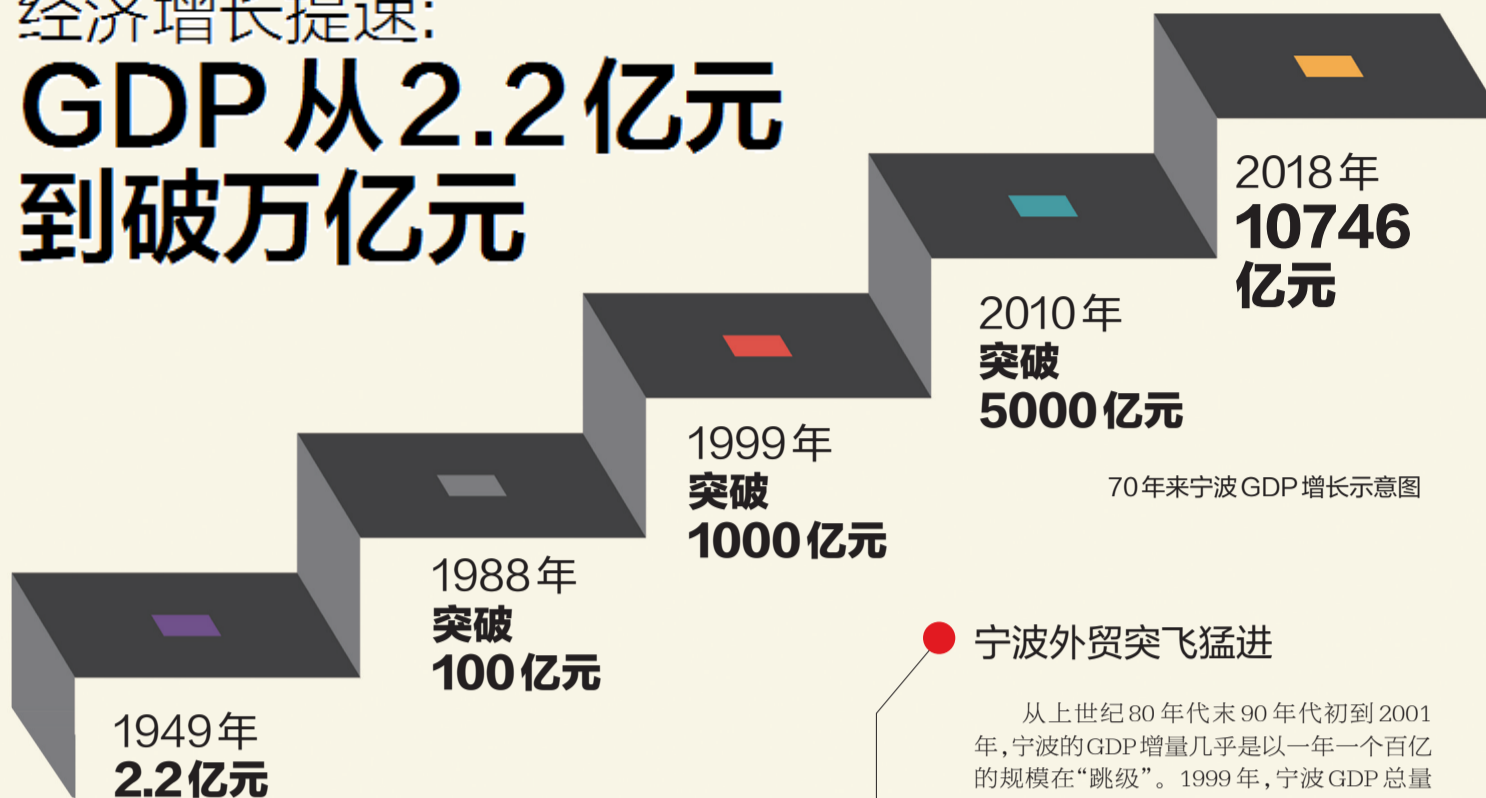 经济增长提速:
GDP从2.2亿元
到破万亿元
2018年
10746
亿元
2010年
突破
5000亿元
1999年
突破
1000亿元
70年来宁波GDP增长示意图
1988年
突破
100亿元
1949年
2.2亿元
宁波外贸突飞猛进
从上世纪80年代末90年代初到2001
年,宁波的GDP增量几乎是以一年一个百亿
的规模在“跳级”。1999年,宁波GDP总量